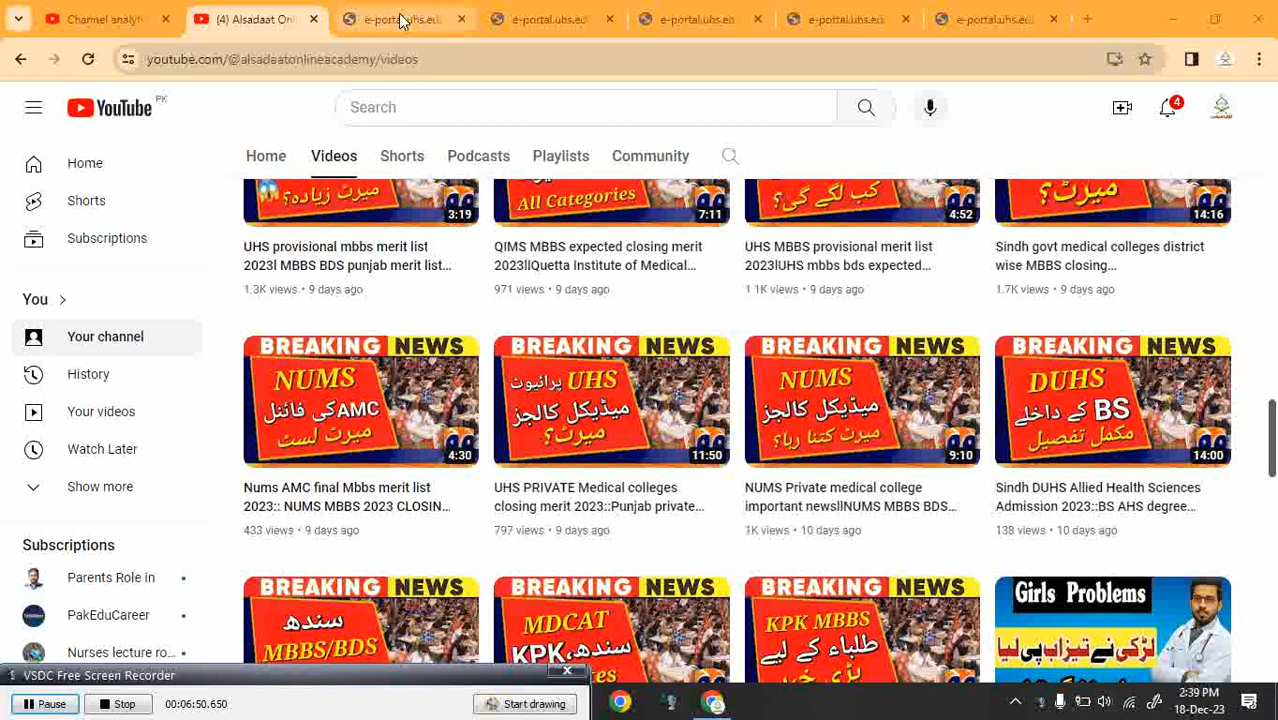 Channel analyti
(4) Alsadaat Onl
e-portal.uhs.ed
e-portal.uhs.ed
e-portal.uhs.ed
e-portal.uhs.ed
e-portal.uhs.ed
youtube.com/@alsadaatonlineacademy/videos
YouTube PK
Search
4
Home Videos Shorts Podcasts Playlists Community
Home
Shorts
Subscriptions
You
Your channel
History
Your videos
Watch Later
Show more
Subscriptions
Parents Role in
PakEduCareer
Nurses lecture ro...
میرٹ زیادہ؟
3:19
UHS provisional mbbs merit list
2023l MBBS BDS punjab merit list...
1.3K views • 9 days ago
All Categories
7:11
QIMS MBBS expected closing merit
2023llQuetta Institute of Medical...
971 views • 9 days ago
کب لگے گی؟
4:52
UHS MBBS provisional merit list
2023lUHS mbbs bds expected...
1.1K views • 9 days ago
میرٹ؟
14:16
Sindh govt medical colleges district
wise MBBS closing...
1.7K views • 9 days ago
BREAKING NEWS
NUMS
AMC کی فائنل
میرٹ لسٹ
4:30
Nums AMC final Mbbs merit list
2023:: NUMS MBBS 2023 CLOSIN...
433 views • 9 days ago
BREAKING NEWS
UHS پرائیوٹ
میڈیکل کالجز
میرٹ؟
11:50
UHS PRIVATE Medical colleges
closing merit 2023::Punjab private...
797 views • 9 days ago
BREAKING NEWS
NUMS
میڈیکل کالجز
میرٹ کتنا رہا؟
9:10
NUMS Private medical college
important newsllNUMS MBBS BDS...
1K views • 10 days ago
BREAKING NEWS
DUHS
BS کے داخلے
مکمل تفصیل
14:00
Sindh DUHS Allied Health Sciences
Admission 2023::BS AHS degree...
138 views • 10 days ago
BREAKING NEWS
سندھ
MBBS/BDS
BREAKING NEWS
MDCAT
سندھ،KPK
BREAKING NEWS
KPK MBBS
طلباء کے لیے
بڑی خبر
Girls Problems
لڑکی نے تیزاب پی لیا
VSDC Free Screen Recorder
Pause Stop 00:06:50.650 Start drawing
2:39 PM
18-Dec-23